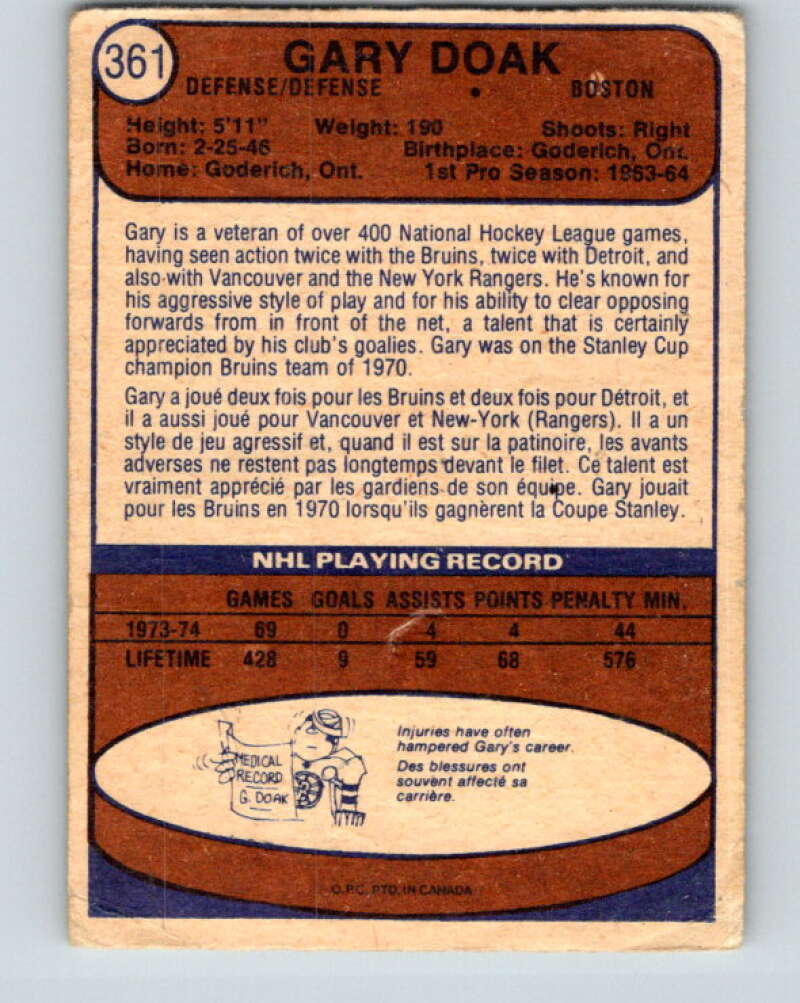 361
GARY DOAK
DEFENSE/DEFENSE • BOSTON
Height: 5'11" Weight: 190 Shoots: Right
Born: 2-25-46 Birthplace: Goderich, Ont.
Home: Goderich, Ont. 1st Pro Season: 1963-64
Gary is a veteran of over 400 National Hockey League games,
having seen action twice with the Bruins, twice with Detroit, and
also with Vancouver and the New York Rangers. He's known for
his aggressive style of play and for his ability to clear opposing
forwards from in front of the net, a talent that is certainly
appreciated by his club's goalies. Gary was on the Stanley Cup
champion Bruins team of 1970.
Gary a joué deux fois pour les Bruins et deux fois pour Détroit, et
il a aussi joué pour Vancouver et New-York (Rangers). Il a un
style de jeu agressif et, quand il est sur la patinoire, les avants
adverses ne restent pas longtemps devant le filet. Ce talent est
vraiment apprécié par les gardiens de son équipe. Gary jouait
pour les Bruins en 1970 lorsqu'ils gagnèrent la Coupe Stanley.
NHL PLAYING RECORD
GAMES GOALS ASSISTS POINTS PENALTY MIN.
1973-74 69 0 4 4 44
LIFETIME 428 9 59 68 576
Injuries have often
hampered Gary's career.
Des blessures ont
souvent affecté sa
carrière.
MEDICAL
RECORD
G. DOAK
B
O.P.C. PTD. IN CANADA